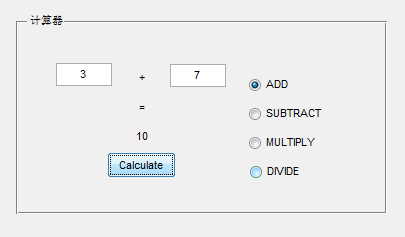 计算器
3 + 7
=
10
Calculate
ADD
SUBTRACT
MULTIPLY
DIVIDE